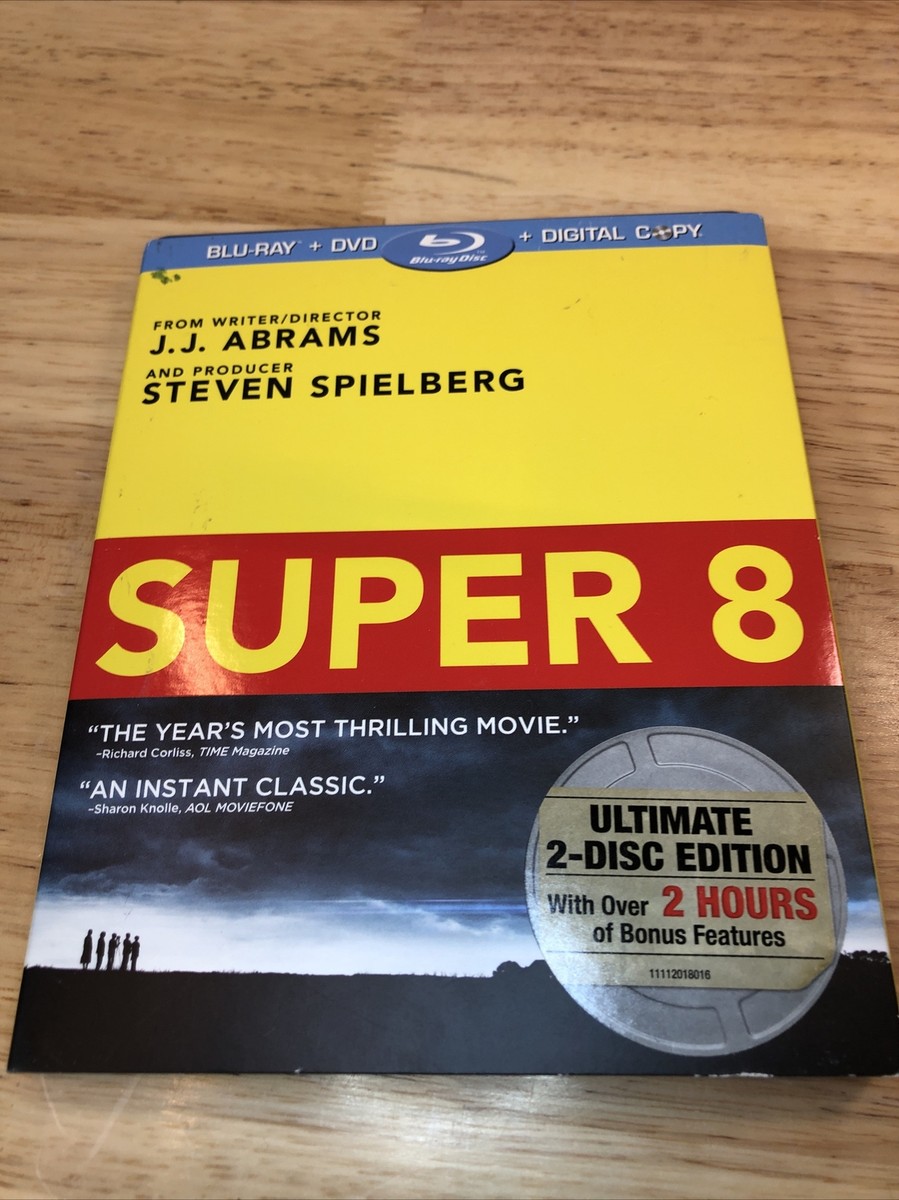 BLU-RAY™ + DVD Blu-ray Disc™ + DIGITAL COPY
FROM WRITER/DIRECTOR
J.J. ABRAMS
AND PRODUCER
STEVEN SPIELBERG
SUPER 8
“THE YEAR’S MOST THRILLING MOVIE.”
–Richard Corliss, TIME Magazine
“AN INSTANT CLASSIC.”
–Sharon Knolle, AOL MOVIEFONE
ULTIMATE
2-DISC EDITION
With Over 2 HOURS
of Bonus Features
11112018016